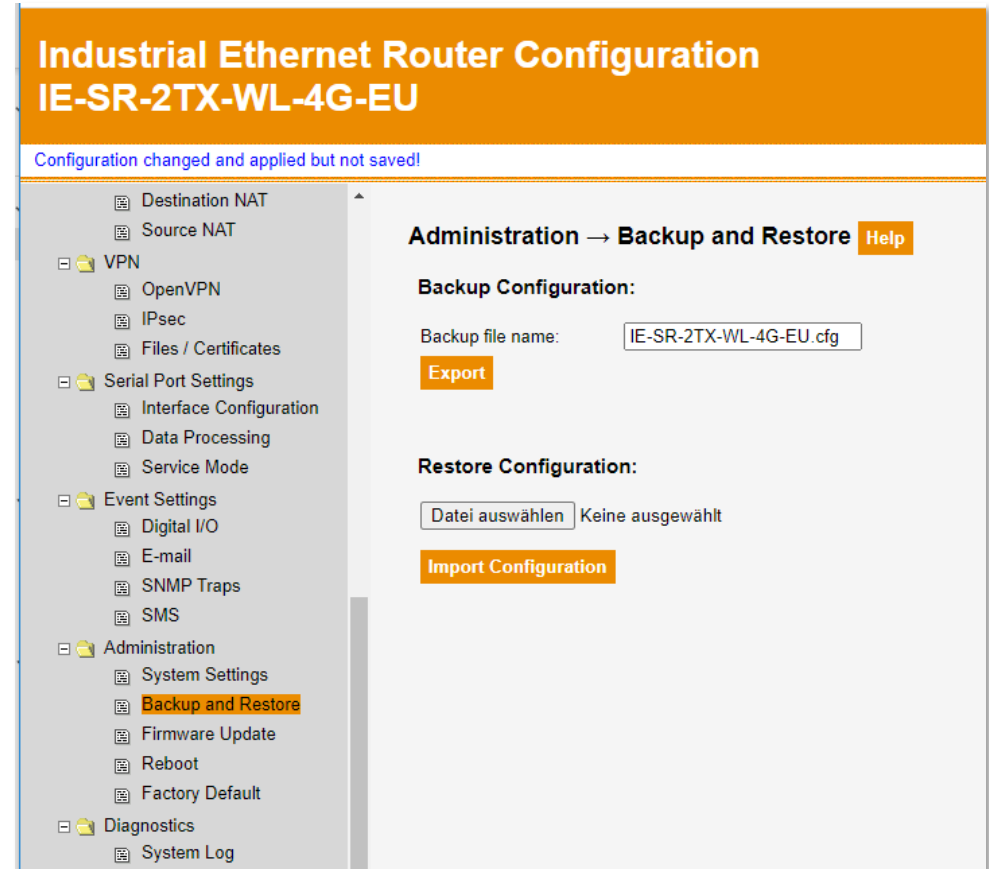 Industrial Ethernet Router Configuration
IE-SR-2TX-WL-4G-EU
Configuration changed and applied but not saved!
Destination NAT
Source NAT
VPN
OpenVPN
IPsec
Files / Certificates
Serial Port Settings
Interface Configuration
Data Processing
Service Mode
Event Settings
Digital I/O
E-mail
SNMP Traps
SMS
Administration
System Settings
Backup and Restore
Firmware Update
Reboot
Factory Default
Diagnostics
System Log
Administration → Backup and Restore Help
Backup Configuration:
Backup file name: IE-SR-2TX-WL-4G-EU.cfg
Export
Restore Configuration:
Datei auswählen Keine ausgewählt
Import Configuration